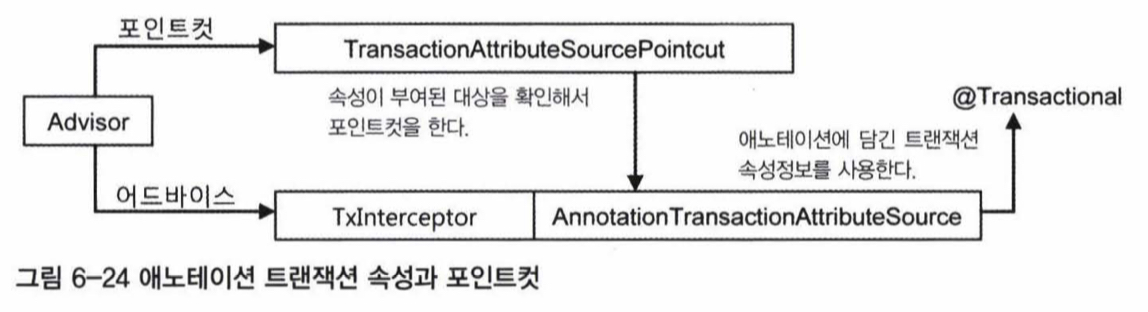 포인트컷
TransactionAttributeSourcePointcut
속성이 부여된 대상을 확인해서
포인트컷을 한다.
@Transactional
Advisor
애노테이션에 담긴 트랜잭션
속성정보를 사용한다.
어드바이스
TxInterceptor
AnnotationTransactionAttributeSource
그림 6-24 애노테이션 트랜잭션 속성과 포인트컷